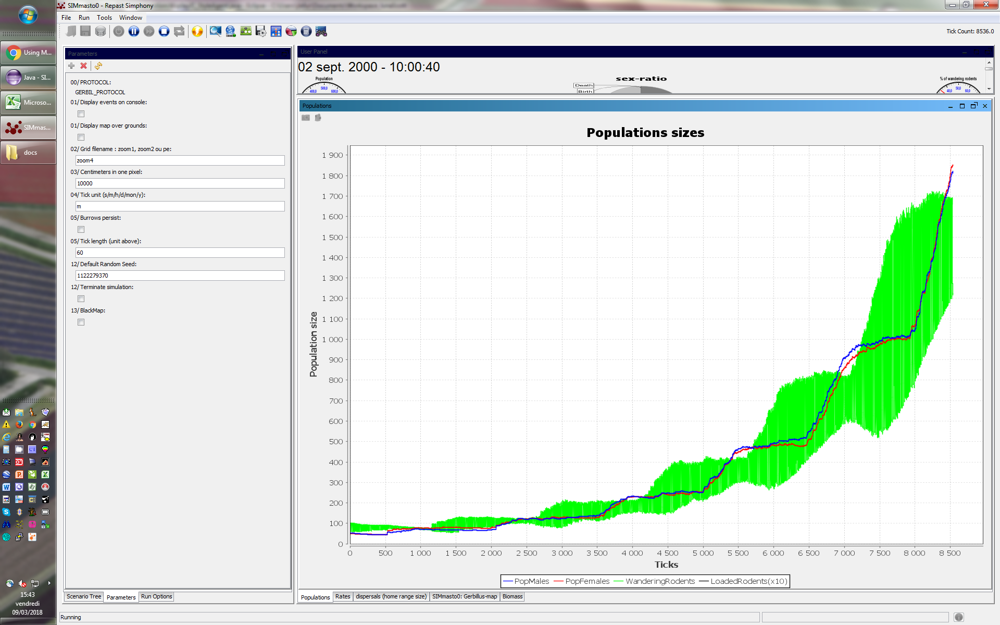 SIMmasto0 - Repast Simphony
File Run Tools Window
Tick Count: 8536.0
Using M...
Java - SI...
Microso...
SIMmas...
docs
15:43
vendredi
09/03/2018
Parameters
00/ PROTOCOL:
GERBIL_PROTOCOL
01/ Display events on console:
01/ Display map over grounds:
02/ Grid filename : zoom1, zoom2 ou pe:
zoom4
03/ Centimeters in one pixel:
10000
04/ Tick unit (s/m/h/d/mon/y):
m
05/ Burrows persist:
05/ Tick length (unit above):
60
12/ Default Random Seed:
1122279370
12/ Terminate simulation:
13/ BlackMap:
Scenario Tree Parameters Run Options
User Panel
02 sept. 2000 - 10:00:40
Population
400,0 500,0 600,0
sex-ratio
Death
Birth
% of wandering rodents
40,0 50,0 60,0
Populations
Populations sizes
1 900
1 800
1 700
1 600
1 500
1 400
1 300
1 200
1 100
1 000
900
800
700
600
500
400
300
200
100
0
Population size
0 500 1 000 1 500 2 000 2 500 3 000 3 500 4 000 4 500 5 000 5 500 6 000 6 500 7 000 7 500 8 000 8 500
Ticks
PopMales PopFemales WanderingRodents LoadedRodents(x10)
Populations Rates dispersals (home range size) SIMmasto0: Gerbillus-map Biomass
Running